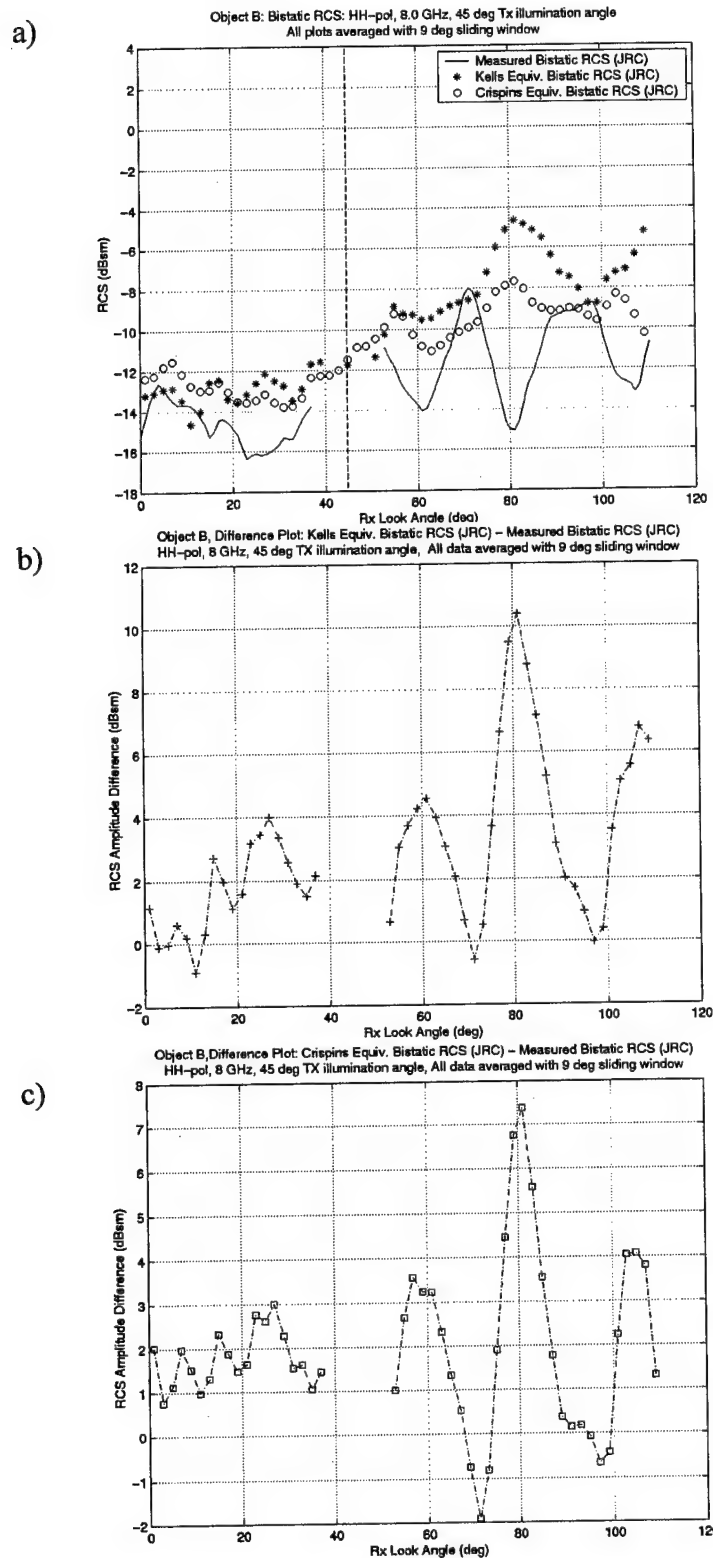 a)
Object B: Bistatic RCS: HH-pol, 8.0 GHz, 45 deg Tx illumination angle
All plots averaged with 9 deg sliding window
Measured Bistatic RCS (JRC)
Kells Equiv. Bistatic RCS (JRC)
Crispins Equiv. Bistatic RCS (JRC)
RCS (dBsm)
4
2
0
-2
-4
-6
-8
-10
-12
-14
-16
-18
0
20
40
60
80
100
120
Rx Look Angle (deg)
b)
Object B, Difference Plot: Kells Equiv. Bistatic RCS (JRC) - Measured Bistatic RCS (JRC)
HH-pol, 8 GHz, 45 deg TX illumination angle, All data averaged with 9 deg sliding window
RCS Amplitude Difference (dBsm)
12
10
8
6
4
2
0
-2
0
20
40
60
80
100
120
Rx Look Angle (deg)
c)
Object B,Difference Plot: Crispins Equiv. Bistatic RCS (JRC) - Measured Bistatic RCS (JRC)
HH-pol, 8 GHz, 45 deg TX illumination angle, All data averaged with 9 deg sliding window
RCS Amplitude Difference (dBsm)
8
7
6
5
4
3
2
1
0
-1
-2
0
20
40
60
80
100
120
Rx Look Angle (deg)